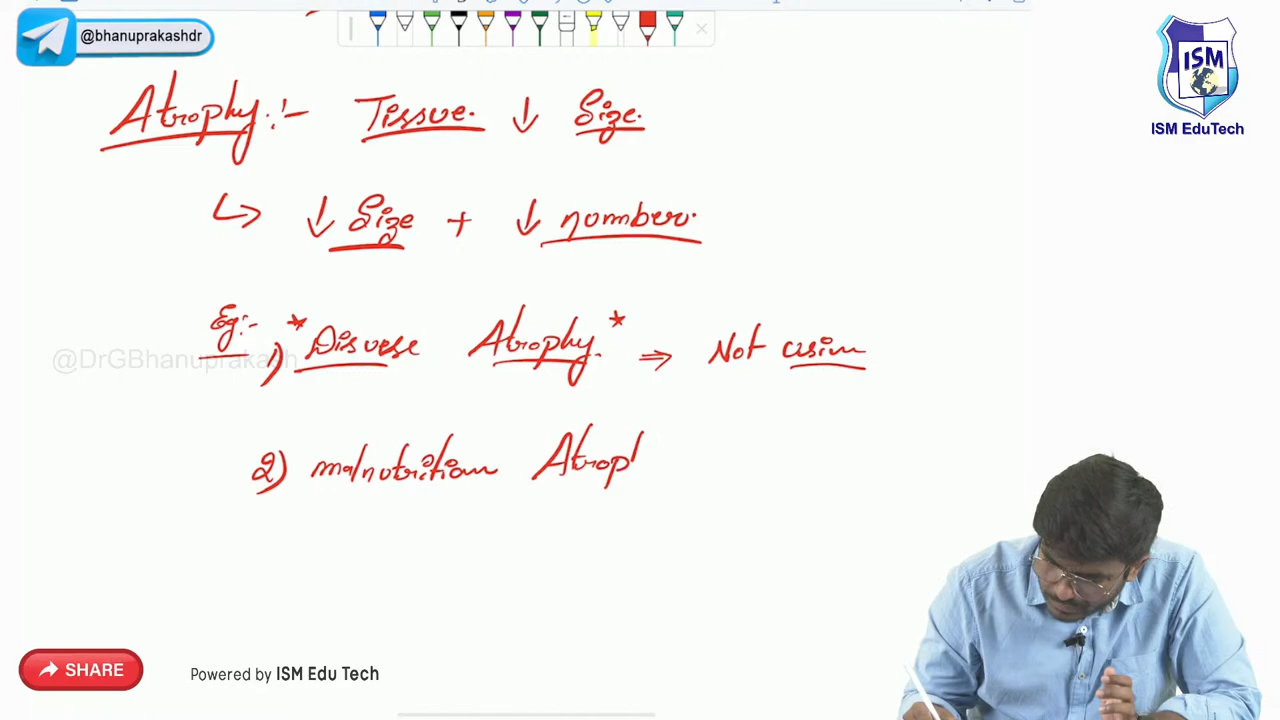 @bhanuprakashdr
ISM
ISM EduTech
Atrophy:- Tissue. ↓ Size.
↳ ↓ Size + ↓ number.
Eg:- 1) *Disuse Atrophy.* ⇒ Not using
@DrGBhanuprakash
2) malnutrition Atroph
SHARE
Powered by ISM Edu Tech